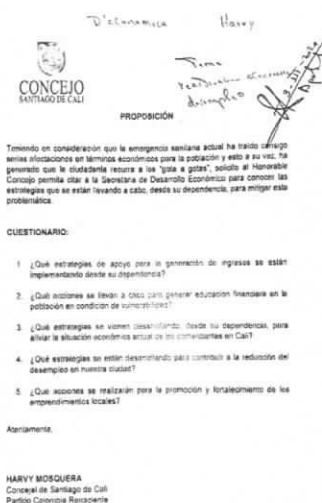 D'Economica Harvy
Tema
Reactivacion economica
desempleo
CONCEJO
SANTIAGO DE CALI
PROPOSICIÓN
Teniendo en consideración que la emergencia sanitaria actual ha traído consigo
serias afectaciones en términos económicos para la población y esto a su vez, ha
generado que la ciudadanía recurra a los "gota a gotas", solicito al Honorable
Concejo permita citar a la Secretaría de Desarrollo Económico para conocer las
estrategias que se están llevando a cabo, desde su dependencia, para mitigar esta
problemática.
CUESTIONARIO:
1 ¿Qué estrategias de apoyo para la generación de ingresos se están
implementando desde su dependencia?
2. ¿Qué acciones se llevan a cabo para generar educación financiera en la
población en condición de vulnerabilidad?
3. ¿Qué estrategias se vienen desarrollando, desde su dependencia, para
aliviar la situación económica actual de los comerciantes en Cali?
4. ¿Qué estrategias se están desarrollando para contribuir a la reducción del
desempleo en nuestra ciudad?
5. ¿Qué acciones se realizarán para la promoción y fortalecimiento de los
emprendimientos locales?
Atentamente,
HARVY MOSQUERA
Concejal de Santiago de Cali
Partido Colombia Renaciente